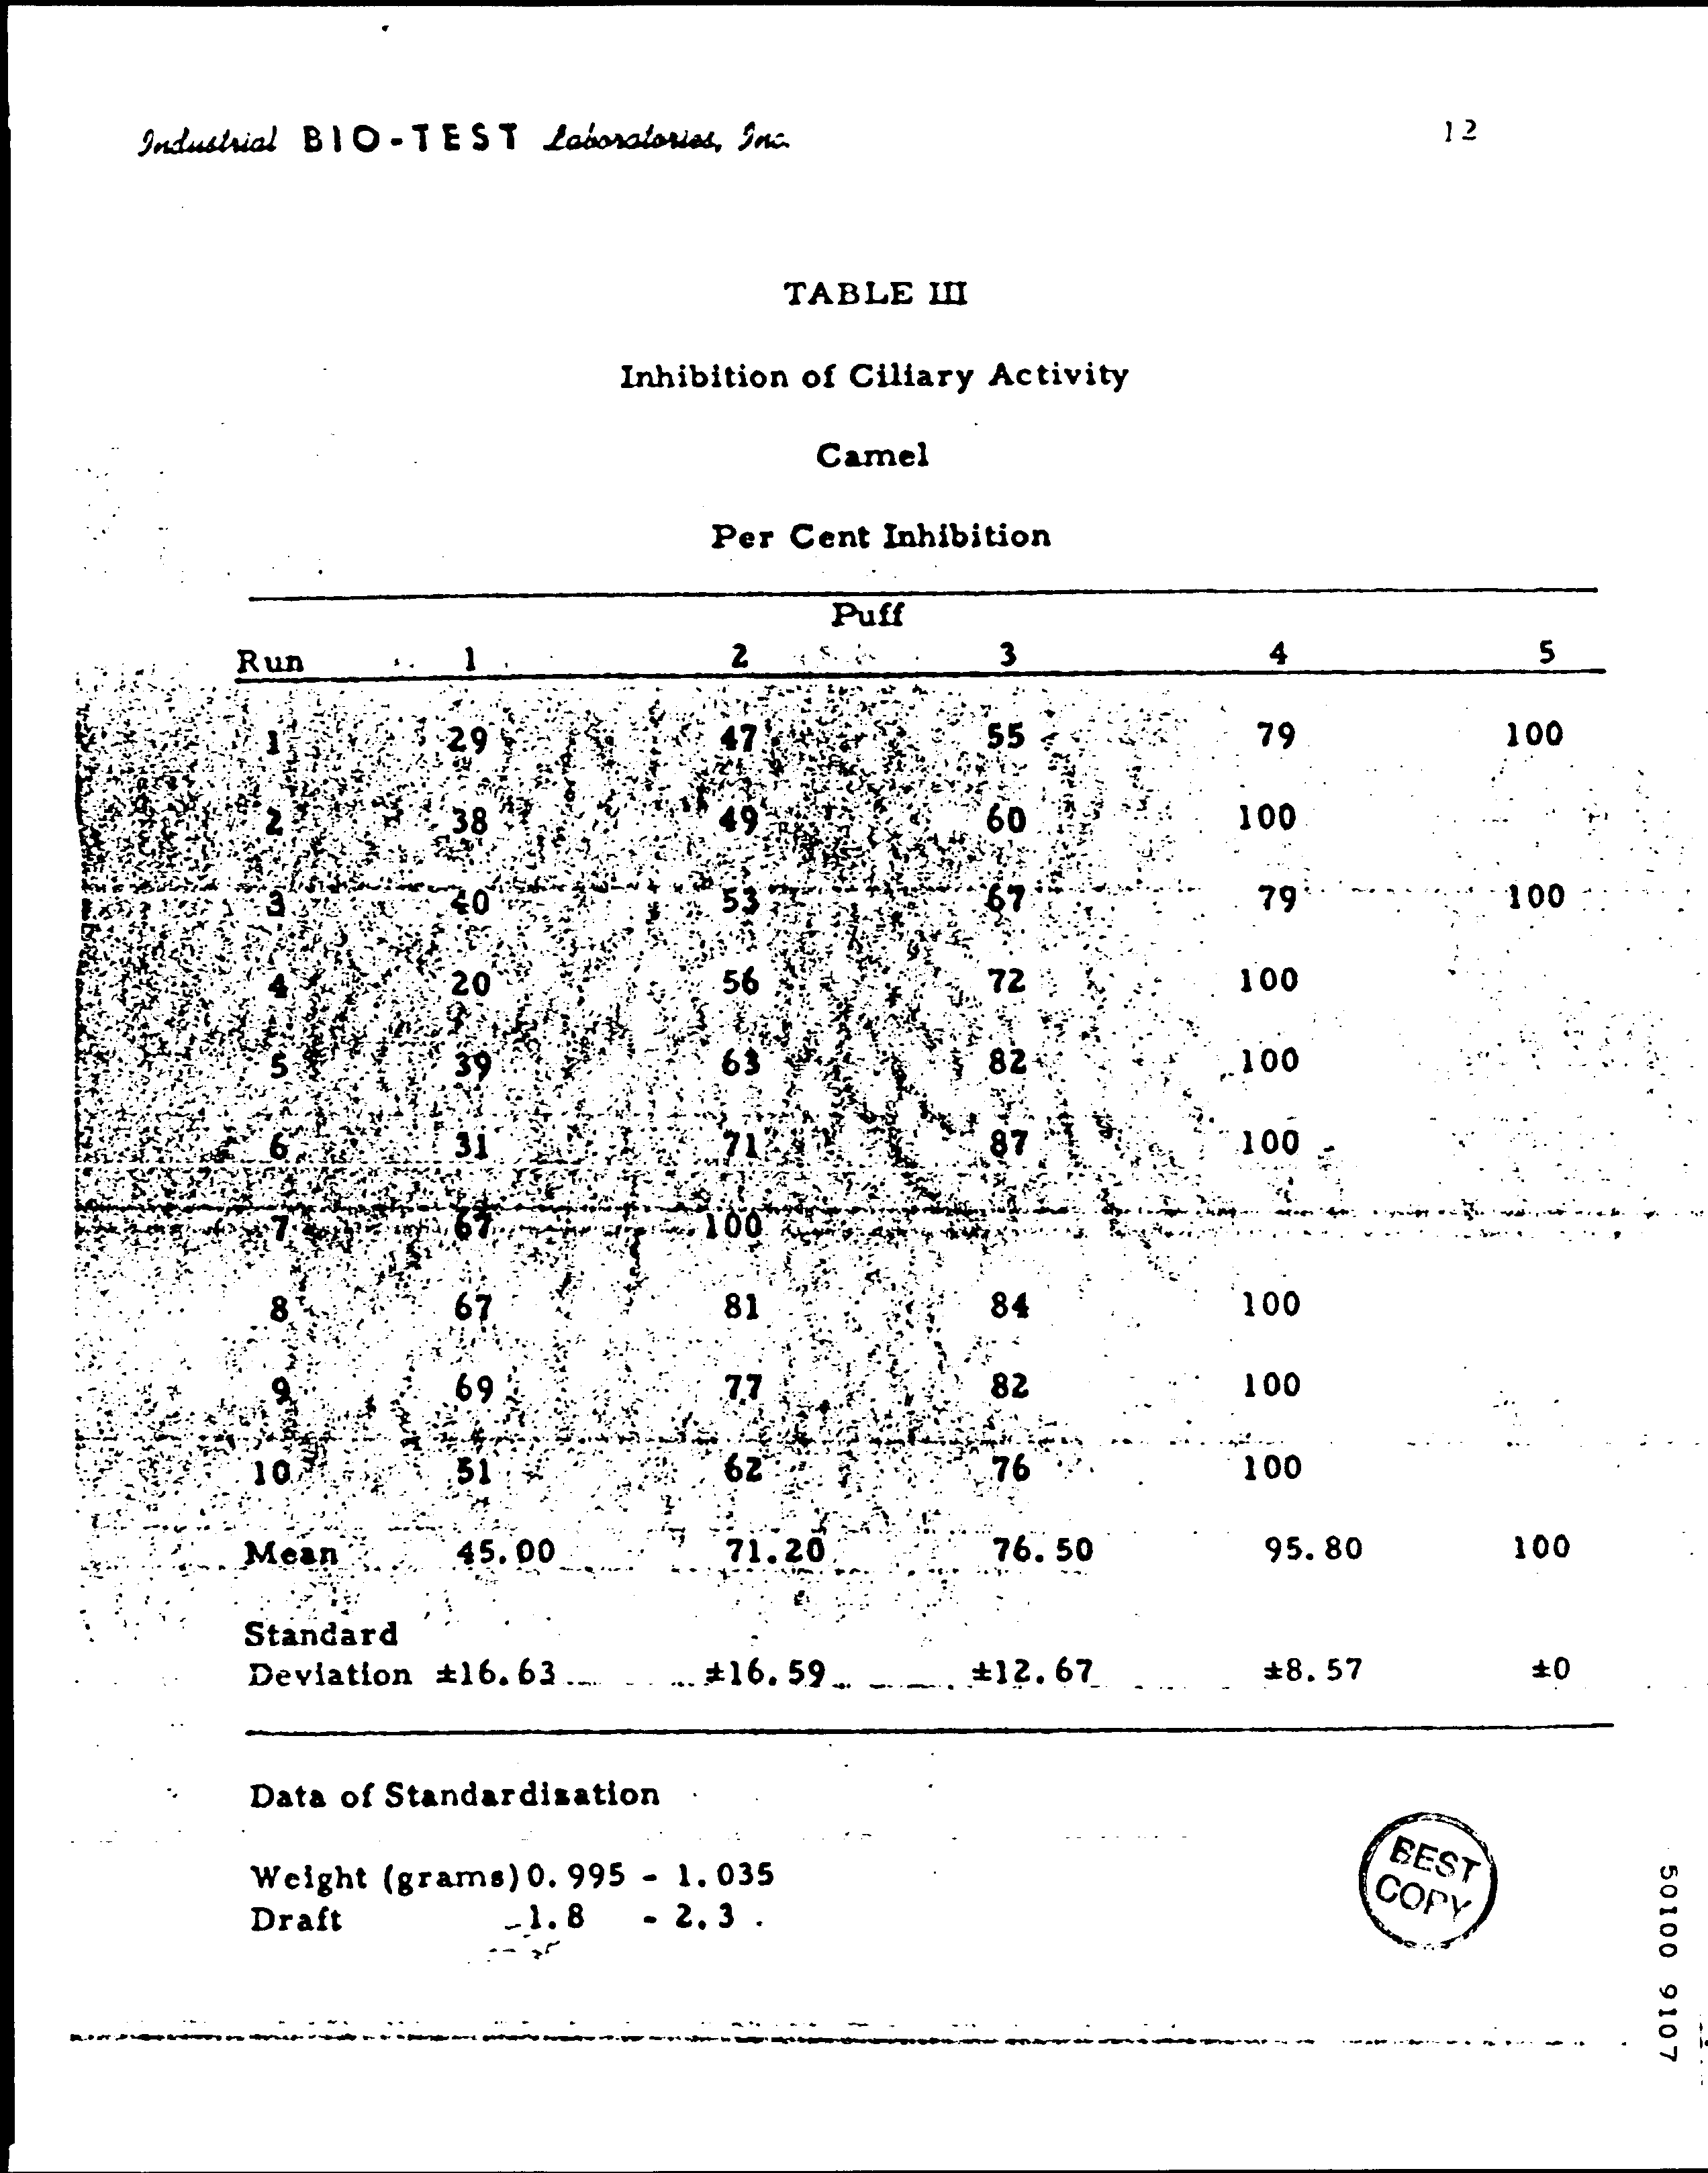 Industrial BIO-TEST Laboratories, Inc.
12
TABLE III
Inhibition of Ciliary Activity
Camel
Per Cent Inhibition
Puff
Run 1 2 3 4 5
1 29 47 55 79 100
2 38 49 60 100
3 40 53 67 79 100
4 20 56 72 100
5 39 63 82 100
6 31 71 87 100
7 67 100
8 67 81 84 100
9 69 77 82 100
10 51 62 76 100
Mean 45.00 71.20 76.50 95.80 100
Standard
Deviation ±16.63 ±16.59 ±12.67 ±8.57 ±0
Data of Standardization
Weight (grams) 0.995 - 1.035
Draft 1.8 - 2.3
BEST
COPY
50100 9107